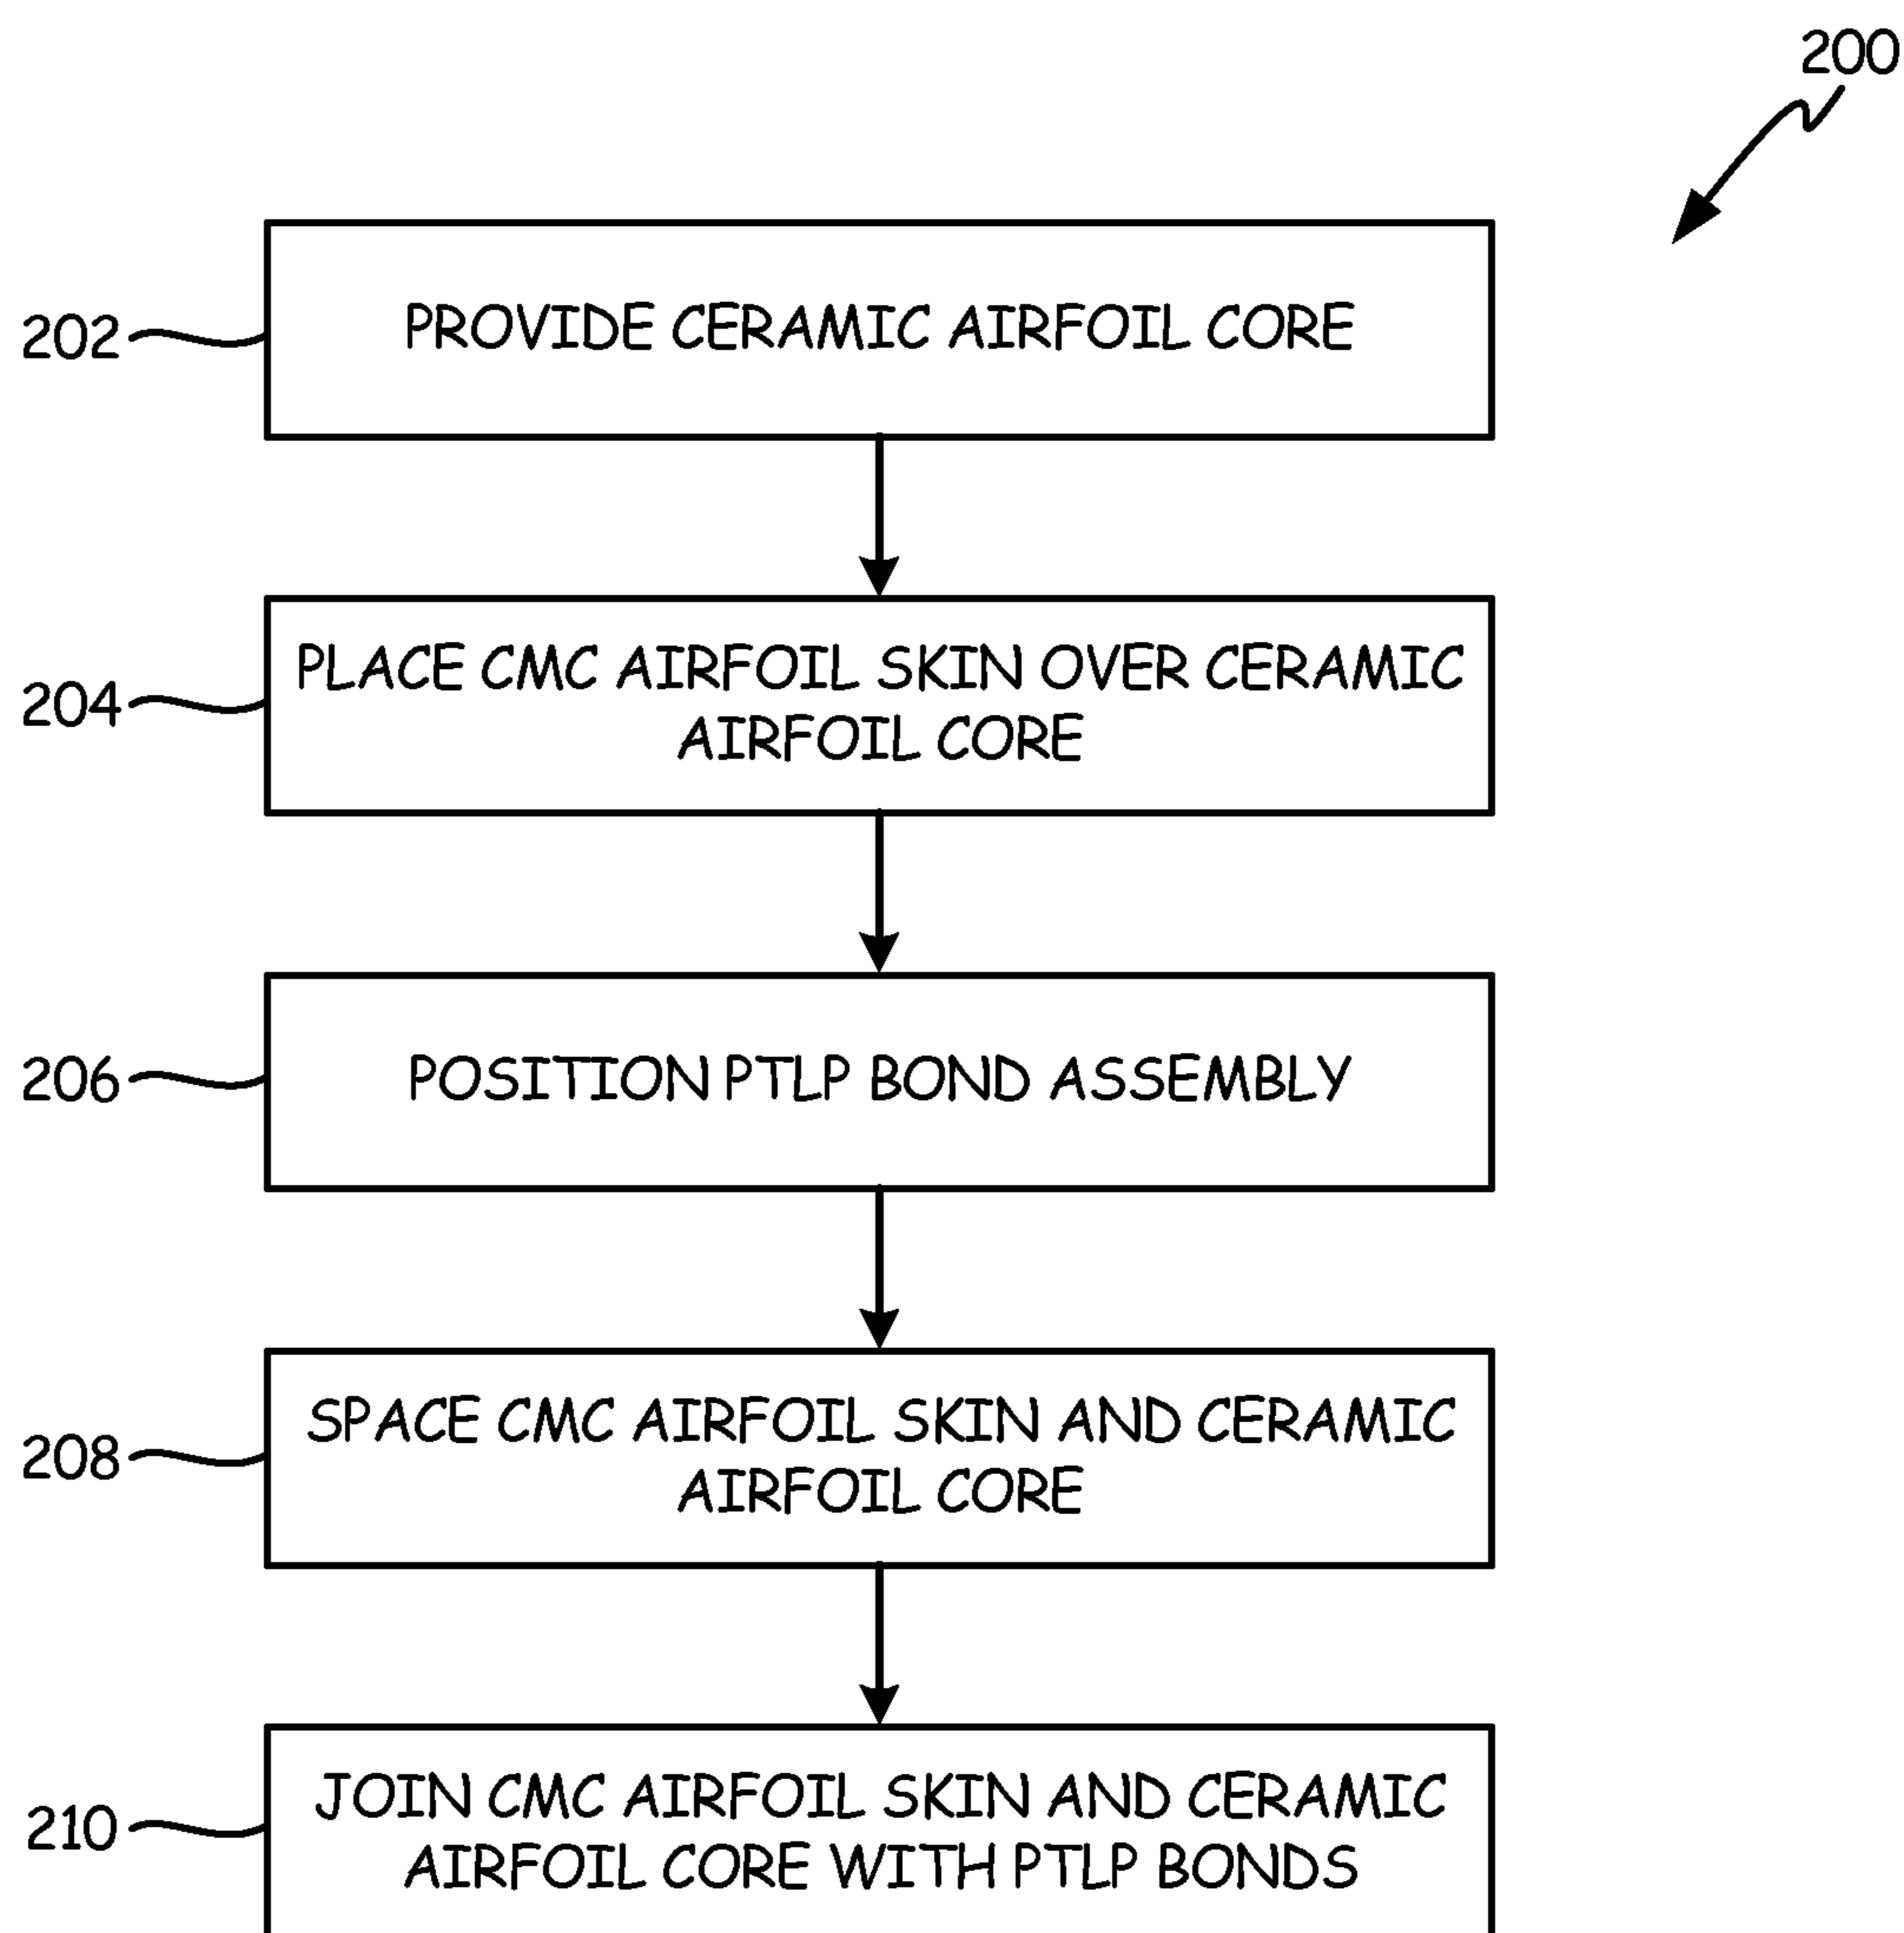 200
202
PROVIDE CERAMIC AIRFOIL CORE
204
PLACE CMC AIRFOIL SKIN OVER CERAMIC
AIRFOIL CORE
206
POSITION PTLP BOND ASSEMBLY
208
SPACE CMC AIRFOIL SKIN AND CERAMIC
AIRFOIL CORE
210
JOIN CMC AIRFOIL SKIN AND CERAMIC
AIRFOIL CORE WITH PTLP BONDS